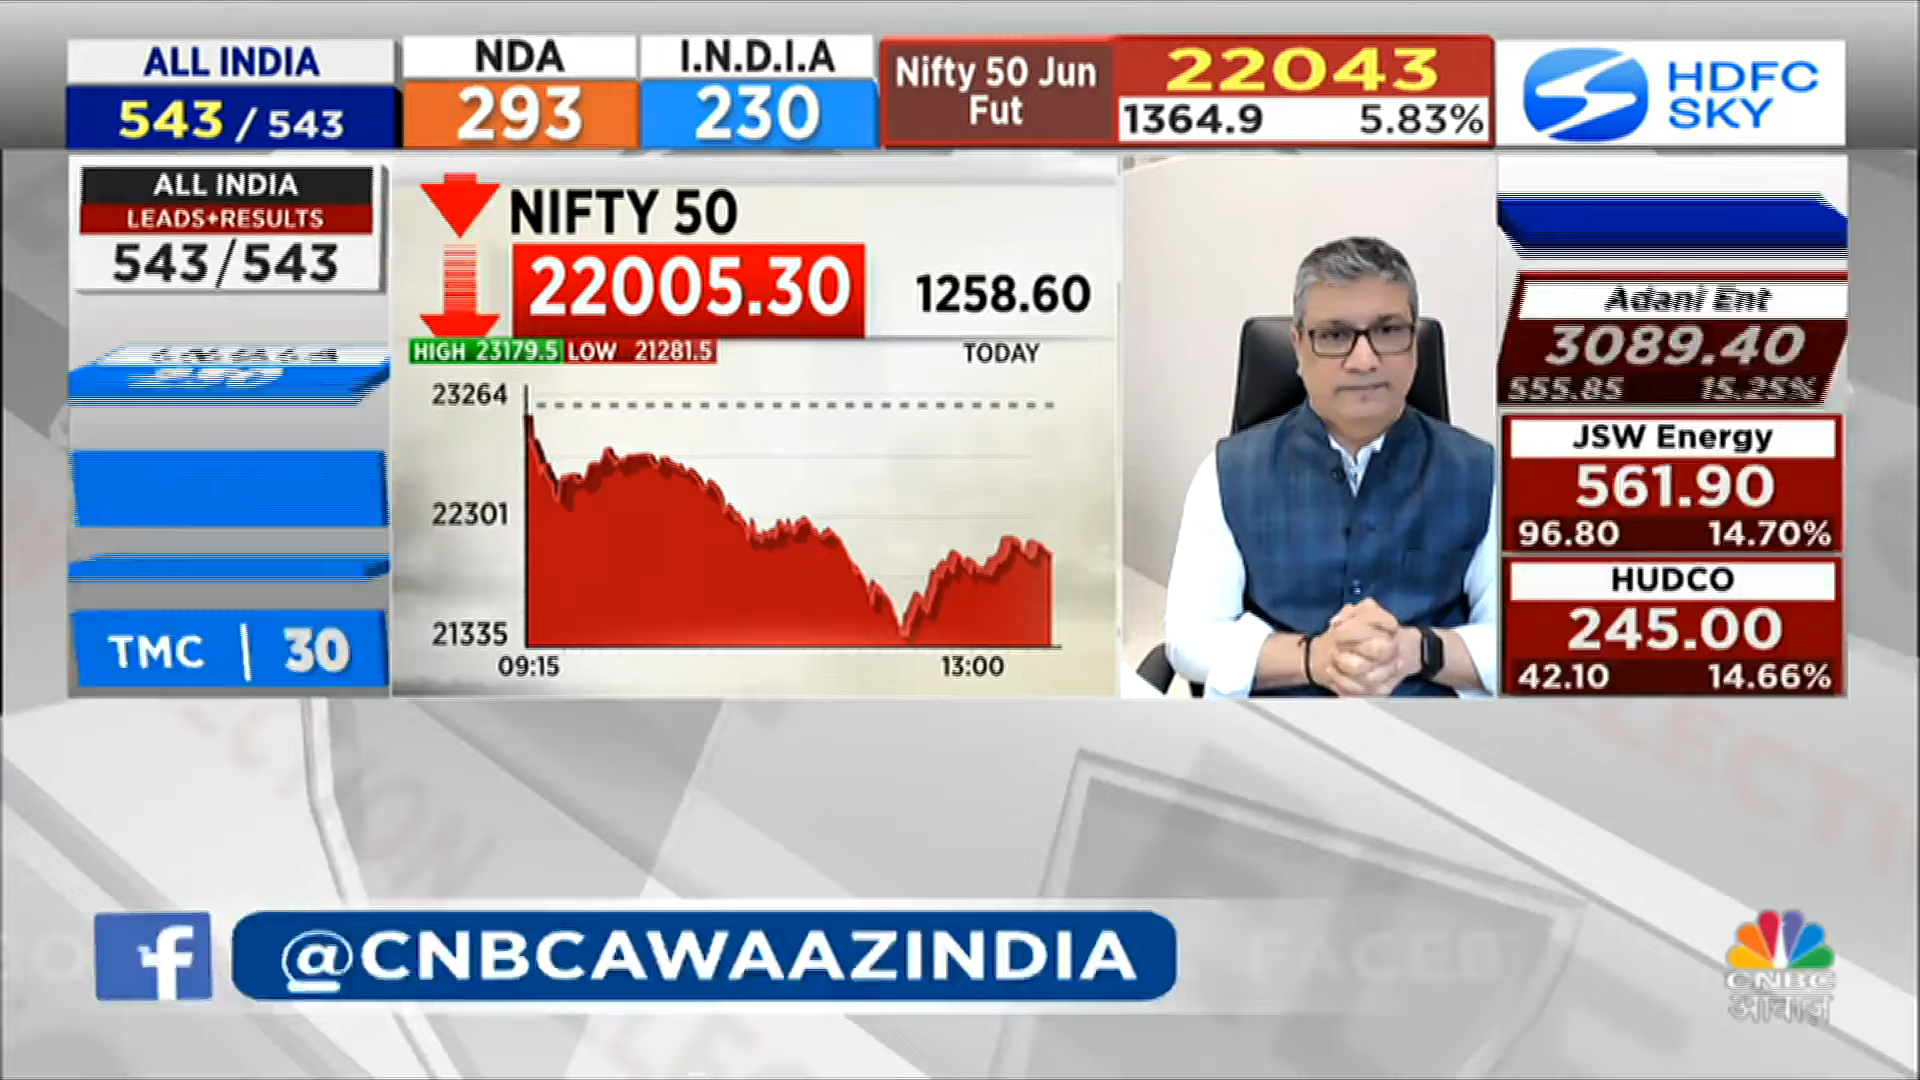 ALL INDIA
543 / 543
NDA
293
I.N.D.I.A
230
Nifty 50 Jun
Fut
22043
1364.9 5.83%
HDFC
SKY
ALL INDIA
LEADS+RESULTS
543/543
TMC | 30
NIFTY 50
22005.30
1258.60
HIGH 23179.5 LOW 21281.5
TODAY
23264
22301
21335
09:15 13:00
Adani Ent
3089.40
555.85 15.25%
JSW Energy
561.90
96.80 14.70%
HUDCO
245.00
42.10 14.66%
@CNBCAWAAZINDIA
CNBC
आवाज़